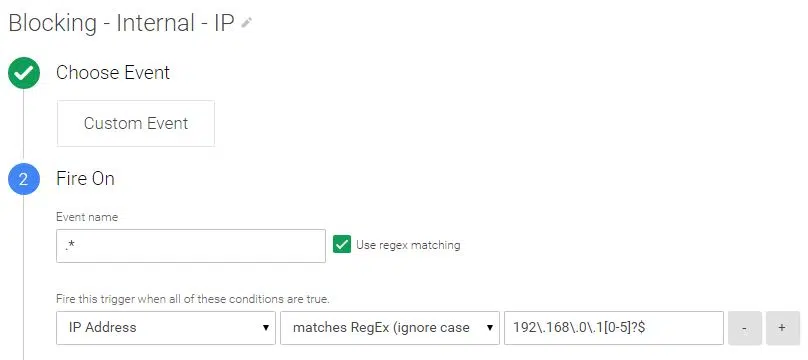 Blocking - Internal - IP
Choose Event
Custom Event
2 Fire On
Event name
.* Use regex matching
Fire this trigger when all of these conditions are true.
IP Address matches RegEx (ignore case 192\.168\.0\.1[0-5]?$ - +